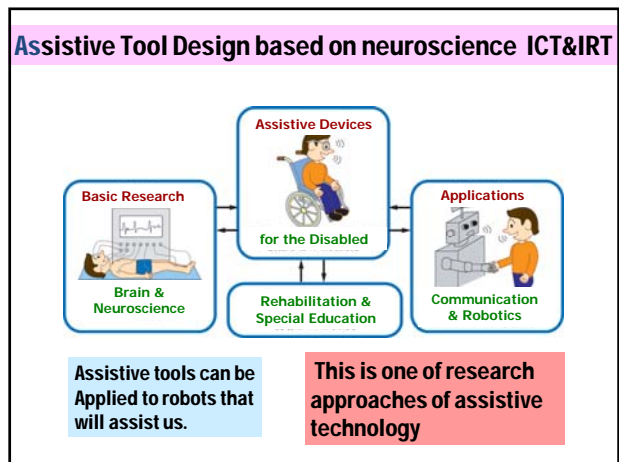 Assistive Tool Design based on neuroscience ICT&IRT
Assistive Devices
for the Disabled
Basic Research
Brain &
Neuroscience
Applications
Communication
& Robotics
Rehabilitation &
Special Education
Assistive tools can be
Applied to robots that
will assist us.
This is one of research
approaches of assistive
technology